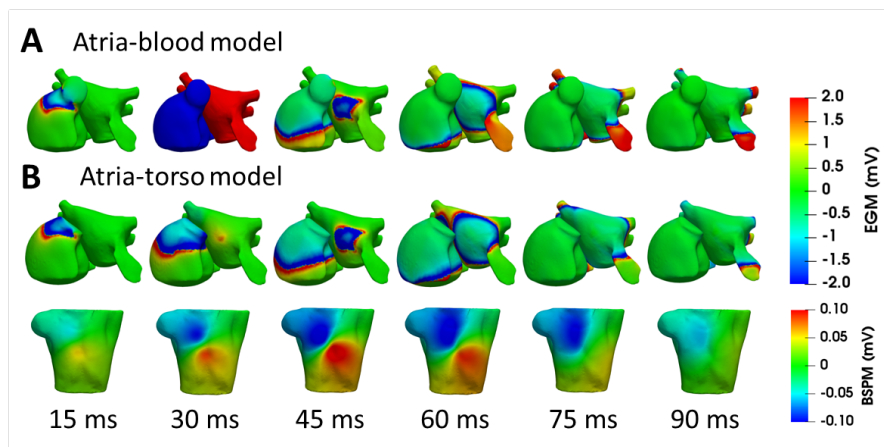 A Atria-blood model
2.0
1.5
1.0
0.5
0
-0.5
-1.0
-1.5
-2.0
EGM (mV)
B Atria-torso model
0.10
0.05
0
-0.05
-0.10
BSPM (mV)
15 ms 30 ms 45 ms 60 ms 75 ms 90 ms